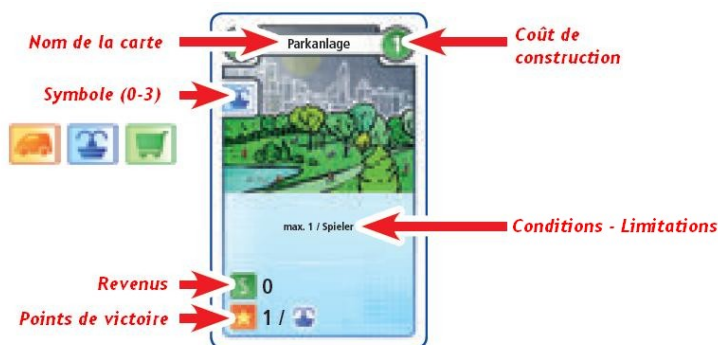 Nom de la carte
Parkanlage
1
Coût de
construction
Symbole (0-3)
max. 1 / Spieler
Conditions - Limitations
Revenus
$ 0
Points de victoire
1 /